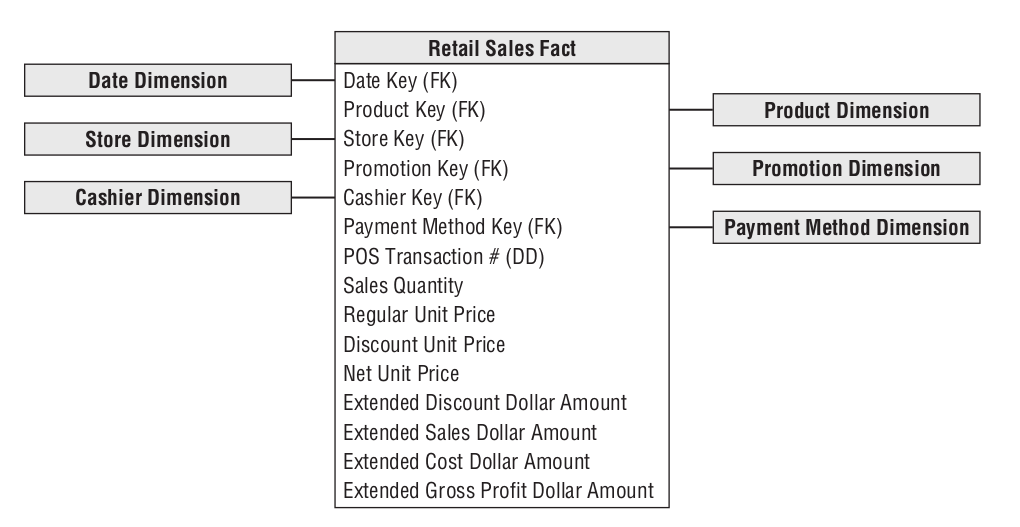 Retail Sales Fact
Date Dimension
Date Key (FK)
Product Key (FK)
Product Dimension
Store Dimension
Store Key (FK)
Promotion Key (FK)
Promotion Dimension
Cashier Dimension
Cashier Key (FK)
Payment Method Key (FK)
Payment Method Dimension
POS Transaction # (DD)
Sales Quantity
Regular Unit Price
Discount Unit Price
Net Unit Price
Extended Discount Dollar Amount
Extended Sales Dollar Amount
Extended Cost Dollar Amount
Extended Gross Profit Dollar Amount